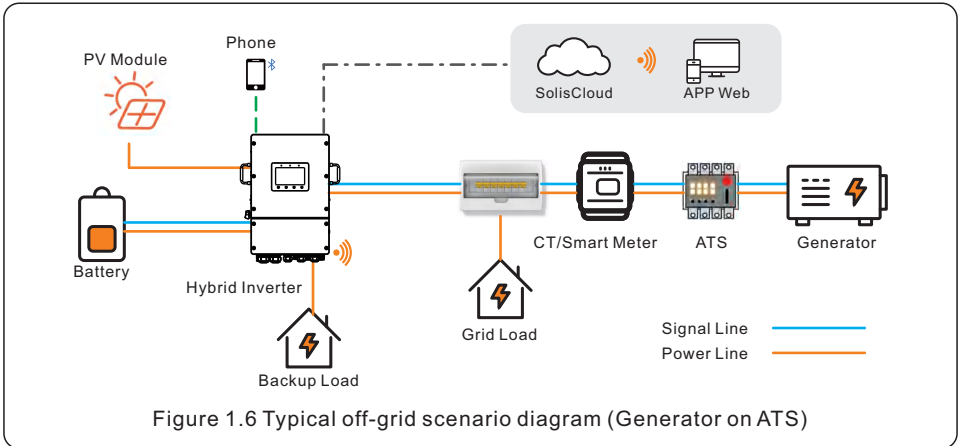 Phone
PV Module
SolisCloud
APP Web
CT/Smart Meter
ATS
Generator
Battery
Hybrid Inverter
Grid Load
Signal Line
Power Line
Backup Load
Figure 1.6 Typical off-grid scenario diagram (Generator on ATS)